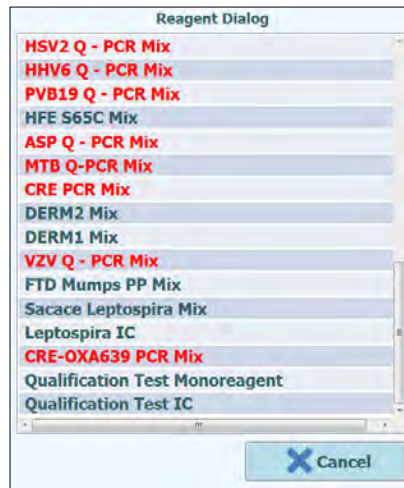 Reagent Dialog
HSV2 Q - PCR Mix
HHV6 Q - PCR Mix
PVB19 Q - PCR Mix
HFE S65C Mix
ASP Q - PCR Mix
MTB Q-PCR Mix
CRE PCR Mix
DERM2 Mix
DERM1 Mix
VZV Q - PCR Mix
FTD Mumps PP Mix
Sacace Leptospira Mix
Leptospira IC
CRE-OXA639 PCR Mix
Qualification Test Monoreagent
Qualification Test IC
Cancel